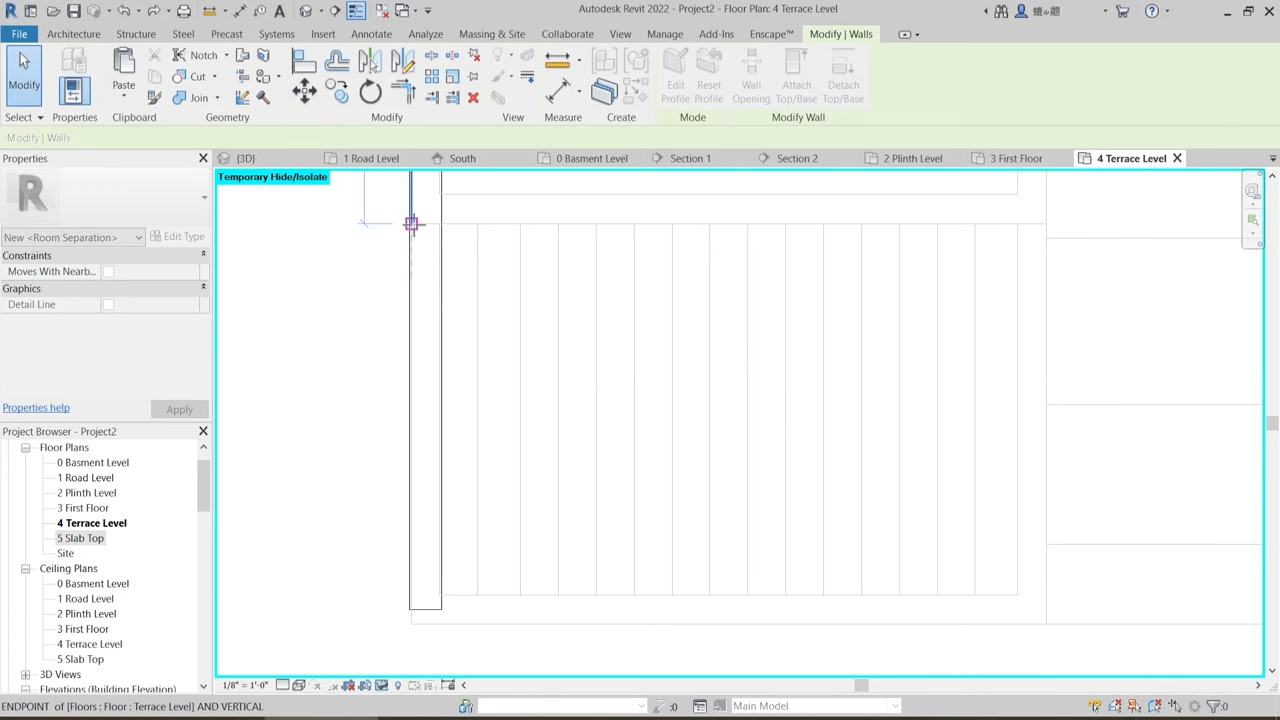 Autodesk Revit 2022 - Project2 - Floor Plan: 4 Terrace Level
File Architecture Structure Steel Precast Systems Insert Annotate Analyze Massing & Site Collaborate View Manage Add-Ins Enscape™ Modify | Walls
Modify Paste Notch Cut Join Edit Profile Reset Profile Wall Opening Attach Top/Base Detach Top/Base
Select Properties Clipboard Geometry Modify View Measure Create Mode Modify Wall
Modify | Walls
Properties
{3D} 1 Road Level South 0 Basment Level Section 1 Section 2 2 Plinth Level 3 First Floor 4 Terrace Level
Temporary Hide/Isolate
New <Room Separation> Edit Type
Constraints
Moves With Nearb...
Graphics
Detail Line
Properties help Apply
Project Browser - Project2
Floor Plans
0 Basment Level
1 Road Level
2 Plinth Level
3 First Floor
4 Terrace Level
5 Slab Top
Site
Ceiling Plans
0 Basment Level
1 Road Level
2 Plinth Level
3 First Floor
4 Terrace Level
5 Slab Top
3D Views
Elevations (Building Elevation)
1/8" = 1'-0"
ENDPOINT of [Floors : Floor : Terrace Level] AND VERTICAL :0 Main Model :0